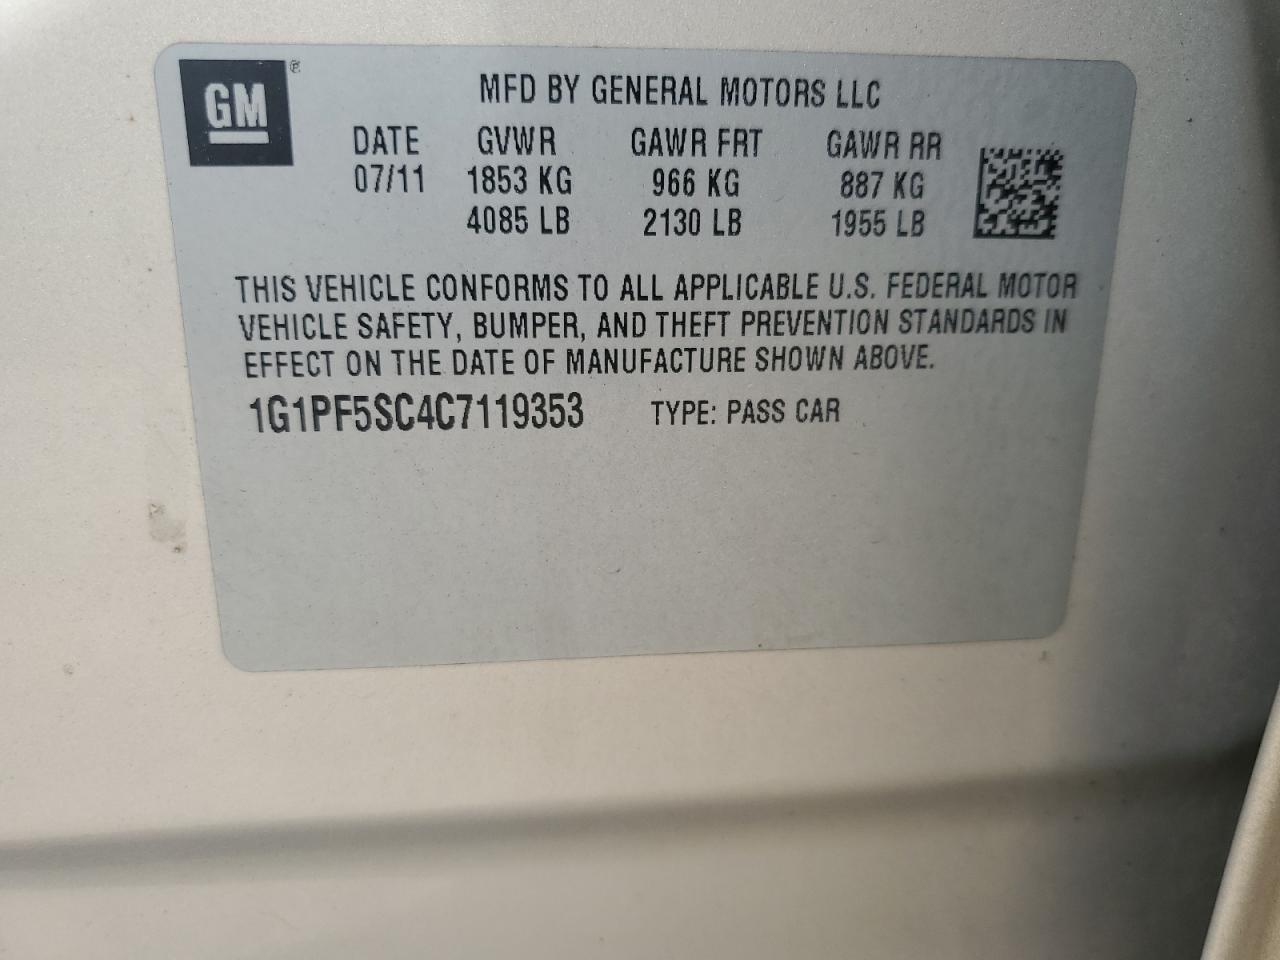 GM ®
MFD BY GENERAL MOTORS LLC
DATE GVWR GAWR FRT GAWR RR
07/11 1853 KG 966 KG 887 KG
4085 LB 2130 LB 1955 LB
THIS VEHICLE CONFORMS TO ALL APPLICABLE U.S. FEDERAL MOTOR
VEHICLE SAFETY, BUMPER, AND THEFT PREVENTION STANDARDS IN
EFFECT ON THE DATE OF MANUFACTURE SHOWN ABOVE.
1G1PF5SC4C7119353 TYPE: PASS CAR